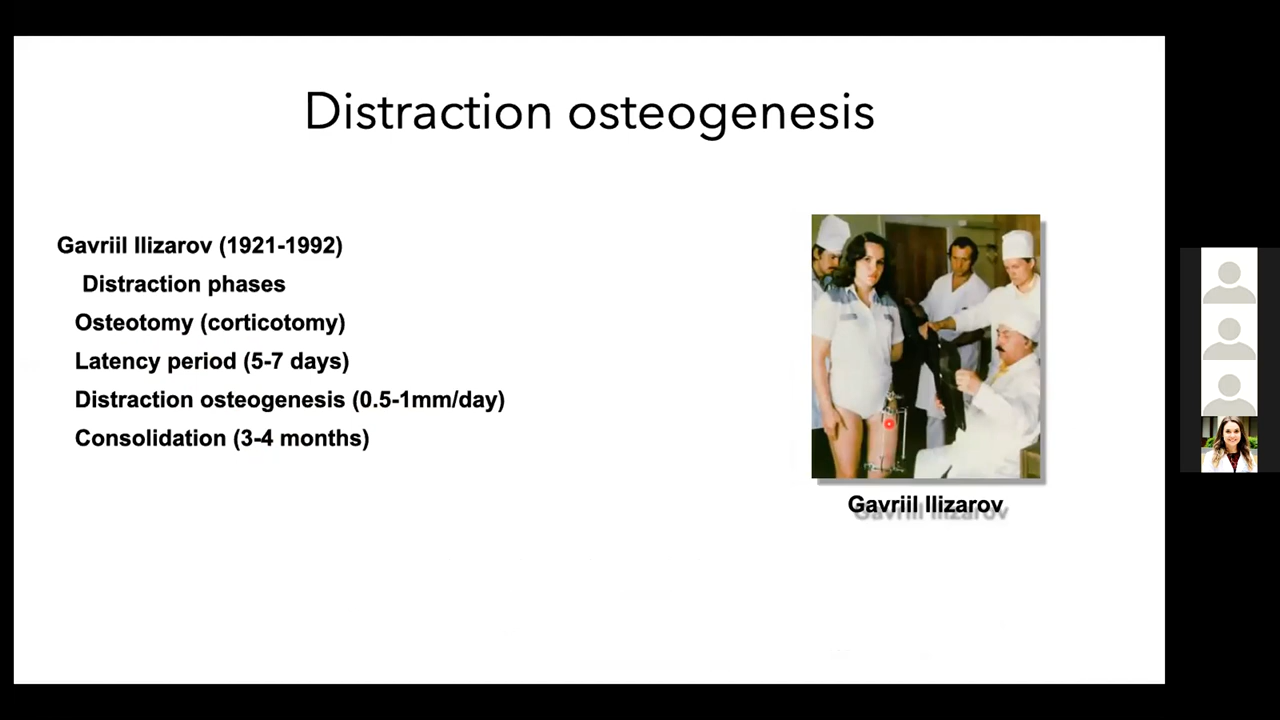 Distraction osteogenesis
Gavriil Ilizarov (1921-1992)
Distraction phases
Osteotomy (corticotomy)
Latency period (5-7 days)
Distraction osteogenesis (0.5-1mm/day)
Consolidation (3-4 months)
Gavriil Ilizarov